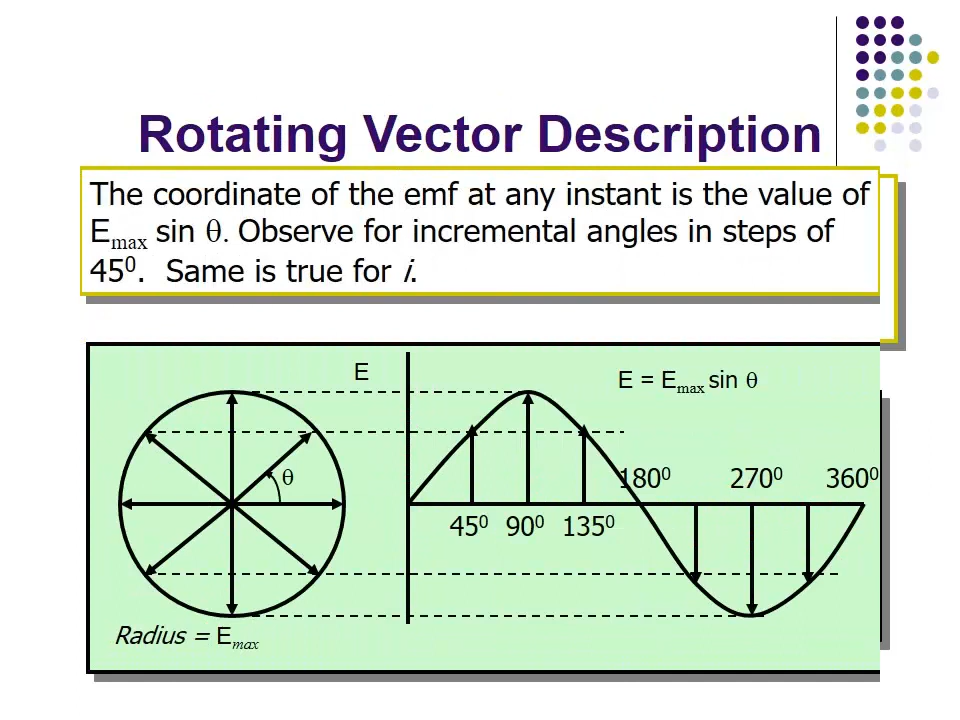 Rotating Vector Description
The coordinate of the emf at any instant is the value of
Emax sin θ. Observe for incremental angles in steps of
45⁰. Same is true for i.
E
E = Emax sin θ
θ
180⁰ 270⁰ 360⁰
45⁰ 90⁰ 135⁰
Radius = Emax